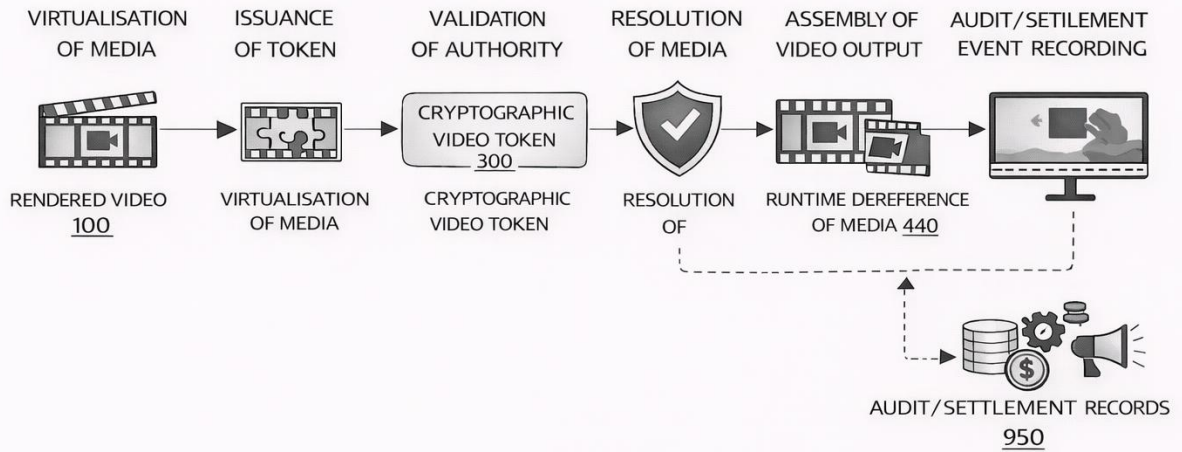 VIRTUALISATION
OF MEDIA
ISSUANCE
OF TOKEN
VALIDATION
OF AUTHORITY
RESOLUTION
OF MEDIA
ASSEMBLY OF
VIDEO OUTPUT
AUDIT/SETILEMENT
EVENT RECORDING
RENDERED VIDEO
100
VIRTUALISATION
OF MEDIA
CRYPTOGRAPHIC
VIDEO TOKEN
300
CRYPTOGRAPHIC
VIDEO TOKEN
RESOLUTION
OF
RUNTIME DEREFERENCE
OF MEDIA 440
$
AUDIT/SETTLEMENT RECORDS
950